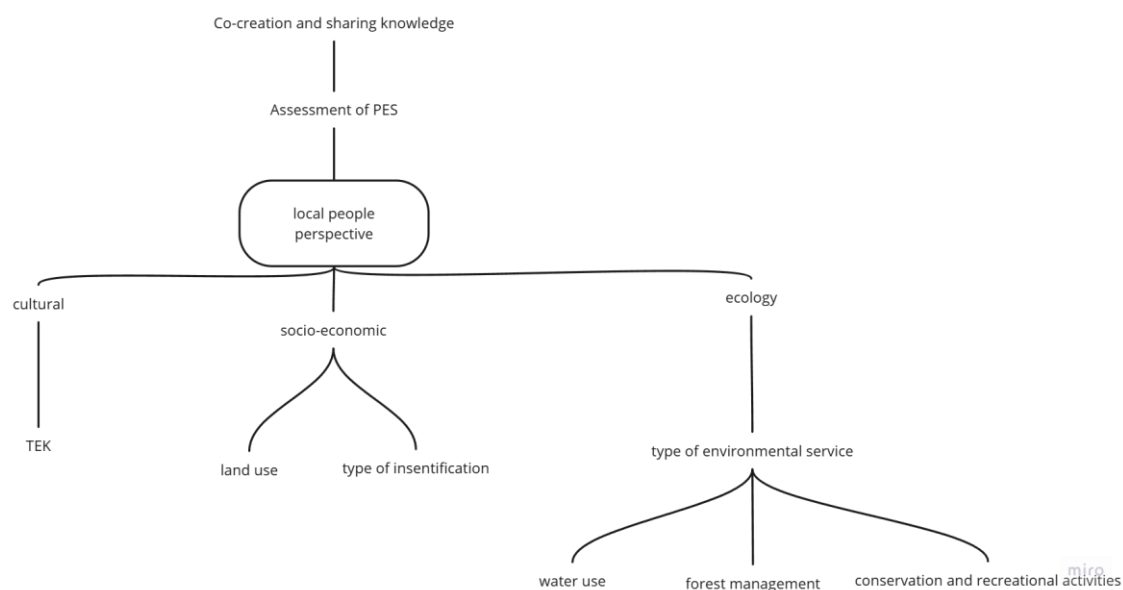 Co-creation and sharing knowledge
Assessment of PES
local people
perspective
cultural
socio-economic
ecology
TEK
land use
type of insentification
type of environmental service
water use
forest management
conservation and recreational activities
miro